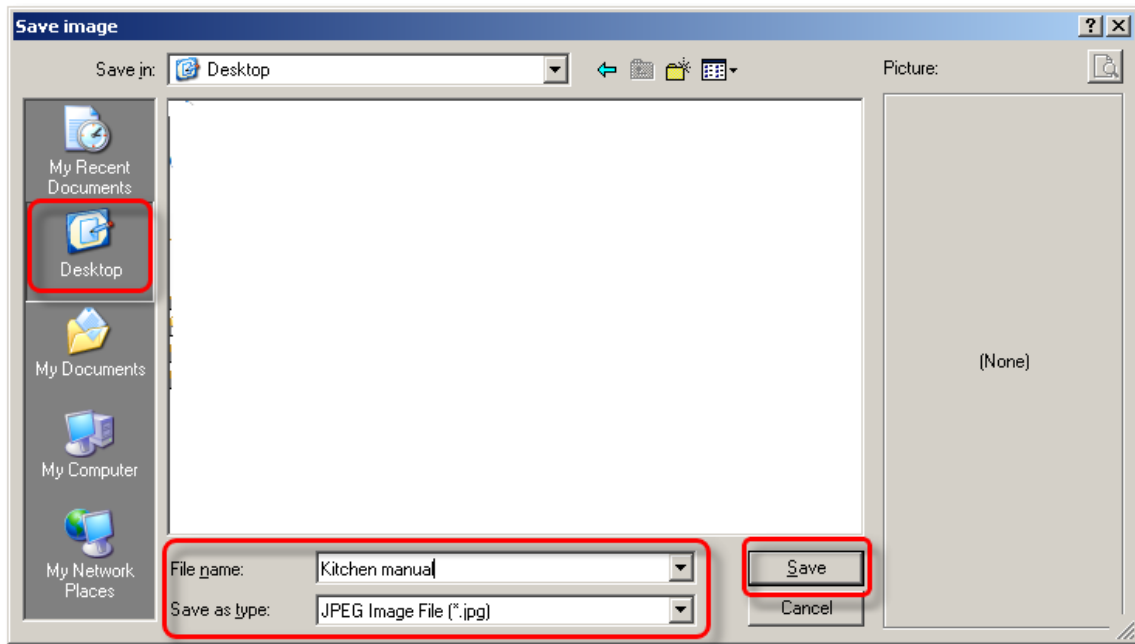 Save image
Save in: Desktop
Picture:
My Recent
Documents
Desktop
My Documents
(None)
My Computer
My Network
Places
File name: Kitchen manual
Save
Save as type: JPEG Image File (*.jpg)
Cancel